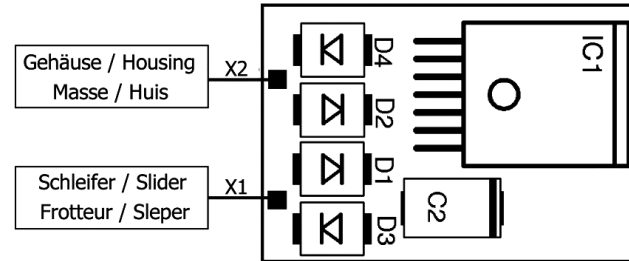 Gehäuse / Housing
Masse / Huis
X2
Schleifer / Slider
Frotteur / Sleper
X1
D4
D2
D1
D3
IC1
C2